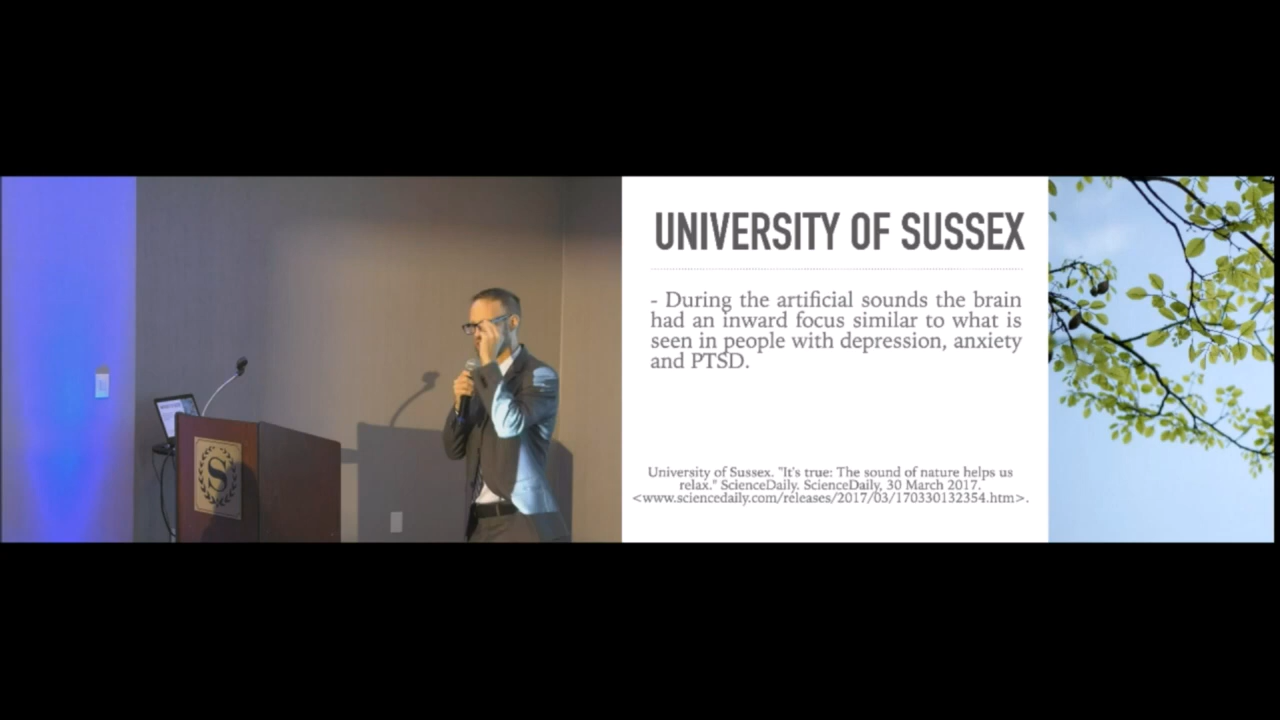 UNIVERSITY OF SUSSEX
- During the artificial sounds the brain
had an inward focus similar to what is
seen in people with depression, anxiety
and PTSD.
University of Sussex. "It's true: The sound of nature helps us
relax." ScienceDaily. ScienceDaily, 30 March 2017.
<www.sciencedaily.com/releases/2017/03/170330132354.htm>.
S